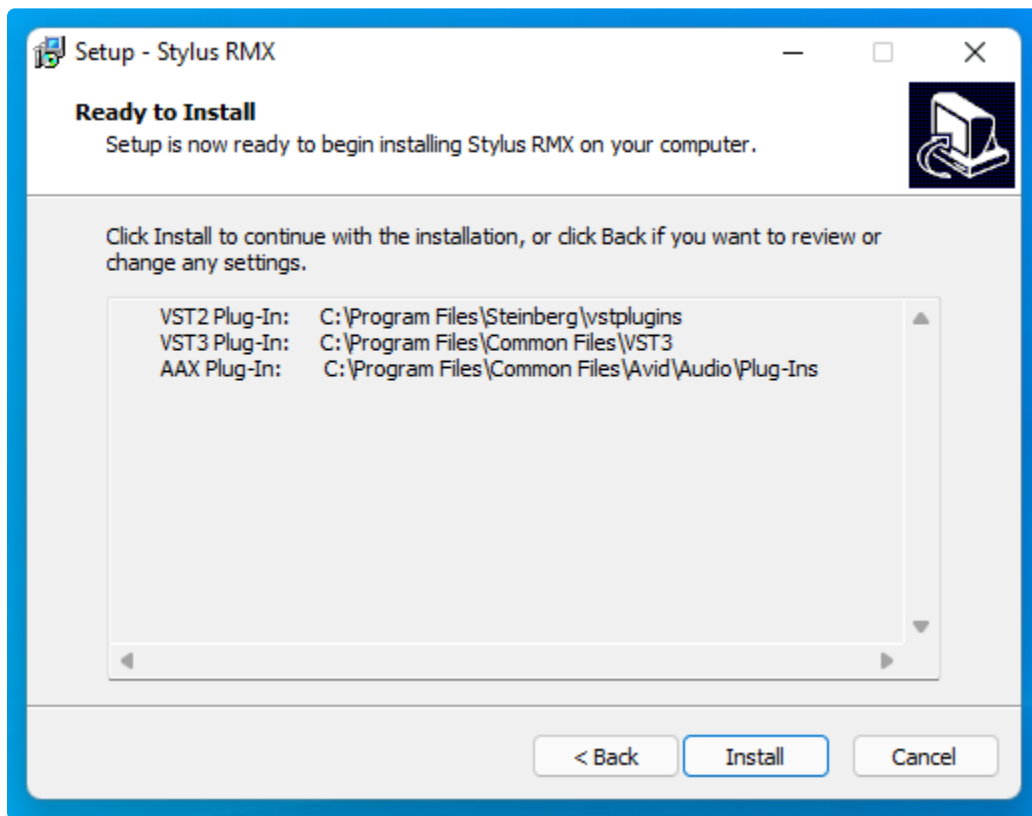 Setup - Stylus RMX
Ready to Install
Setup is now ready to begin installing Stylus RMX on your computer.
Click Install to continue with the installation, or click Back if you want to review or
change any settings.
VST2 Plug-In: C:\Program Files\Steinberg\vstplugins
VST3 Plug-In: C:\Program Files\Common Files\VST3
AAX Plug-In: C:\Program Files\Common Files\Avid\Audio\Plug-Ins
< Back Install Cancel